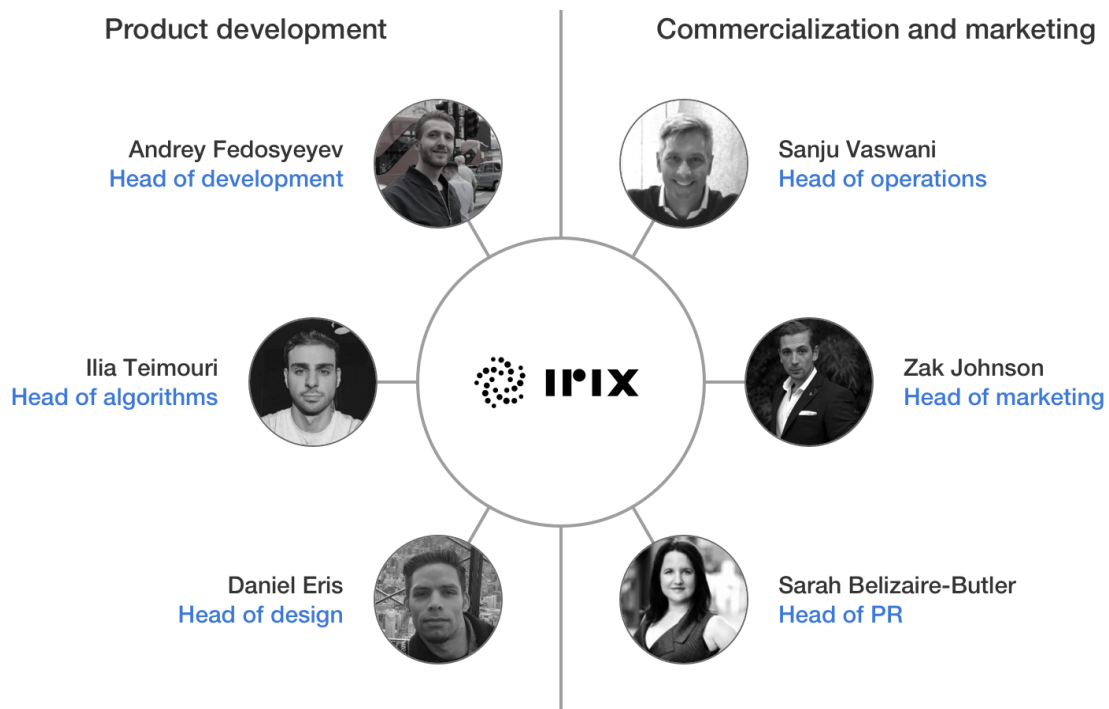 Product development
Commercialization and marketing
Andrey Fedosyeyev
Head of development
Sanju Vaswani
Head of operations
Ilia Teimouri
Head of algorithms
IRIX
Zak Johnson
Head of marketing
Daniel Eris
Head of design
Sarah Belizaire-Butler
Head of PR